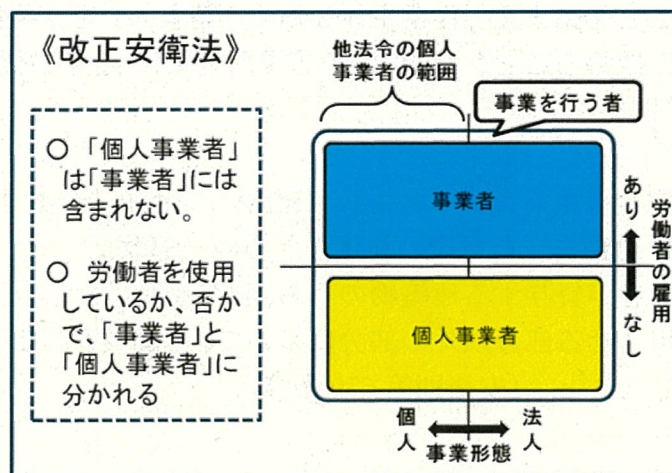 《改正安衛法》
○ 「個人事業者」
は「事業者」には
含まれない。
○ 労働者を使用
しているか、否か
で、「事業者」と
「個人事業者」に
分かれる
他法令の個人
事業者の範囲
事業を行う者
事業者
個人事業者
あり
なし
労働者の雇用
個人
法人
事業形態